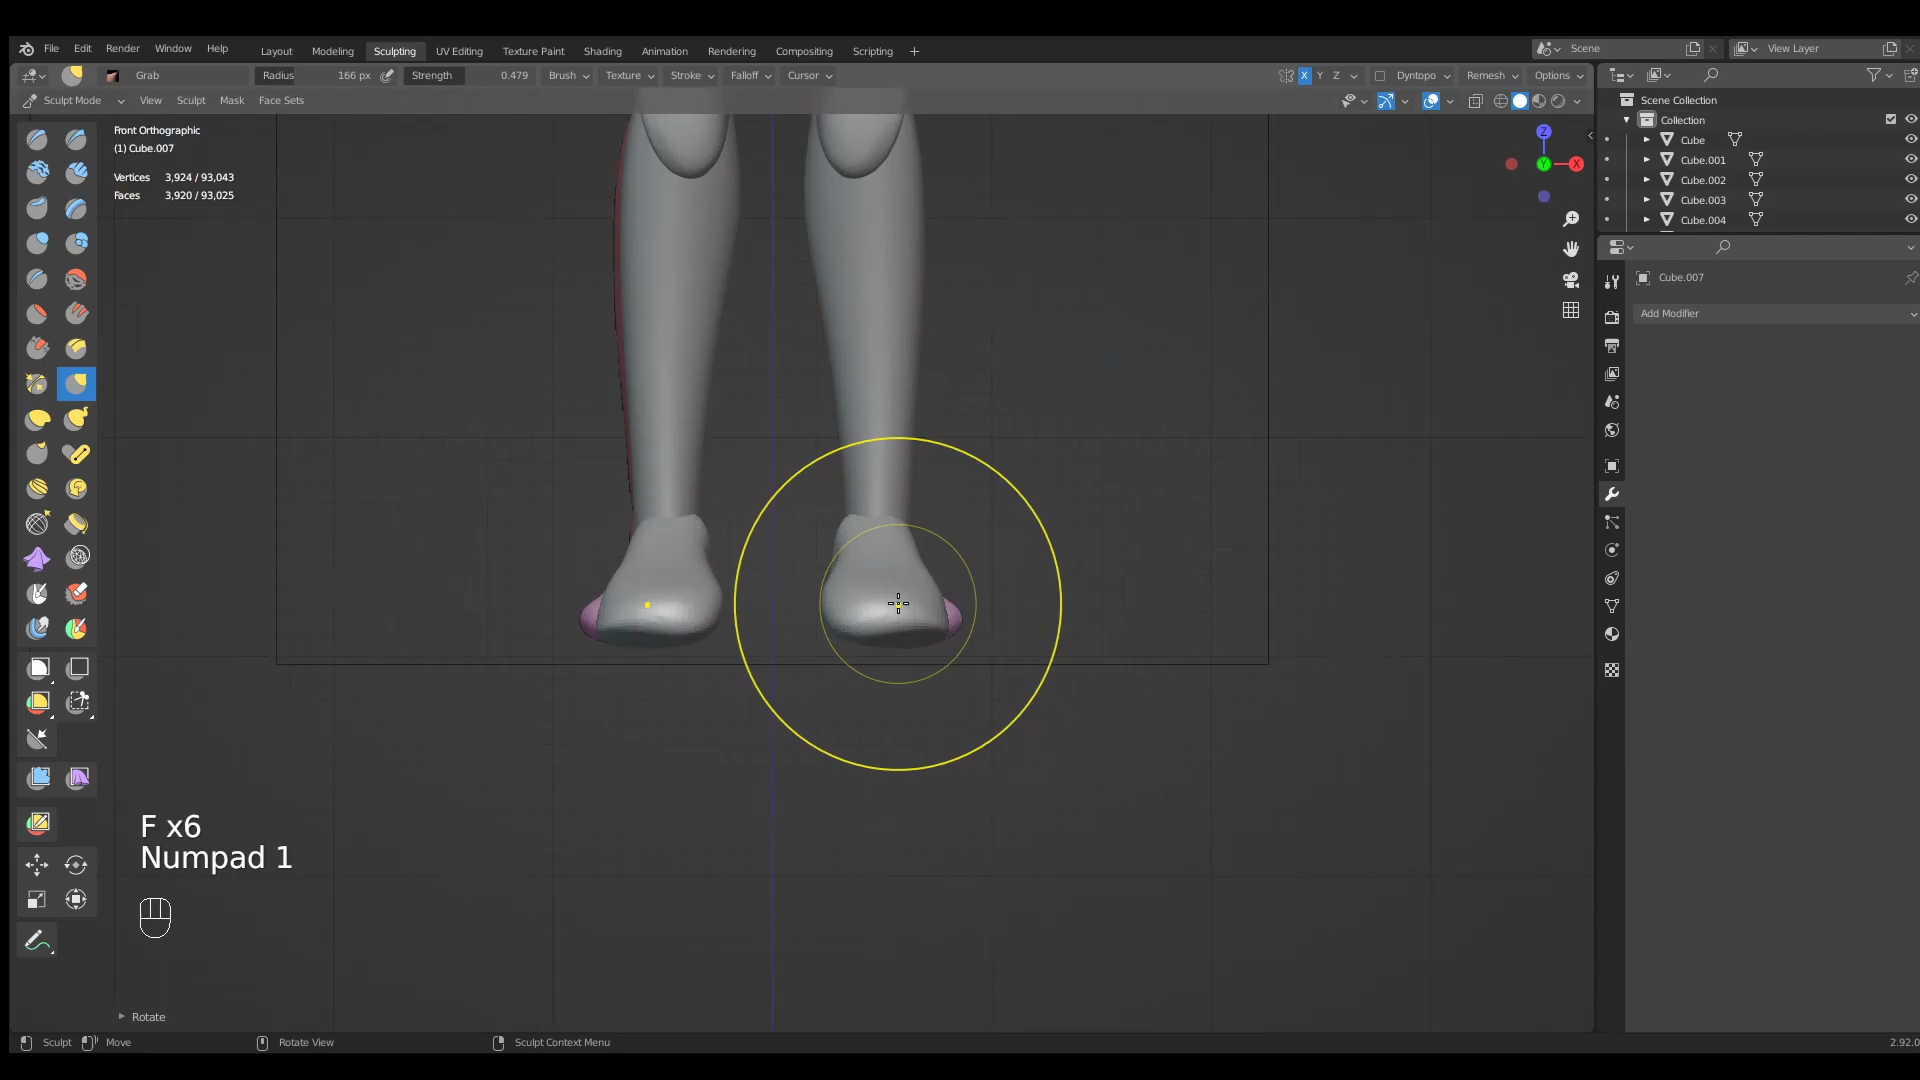 File Edit Render Window Help Layout Modeling Sculpting UV Editing Texture Paint Shading Animation Rendering Compositing Scripting + Scene View Layer
Grab Radius 166 px Strength 0.479 Brush Texture Stroke Falloff Cursor X Y Z Dyntopo Remesh Options
Sculpt Mode View Sculpt Mask Face Sets
Scene Collection
Collection
Cube
Cube.001
Cube.002
Cube.003
Cube.004
Front Orthographic
(1) Cube.007
Vertices 3,924 / 93,043
Faces 3,920 / 93,025
Z
Y
X
Cube.007
Add Modifier
F x6
Numpad 1
Rotate
Sculpt Move Rotate View Sculpt Context Menu 2.92.0